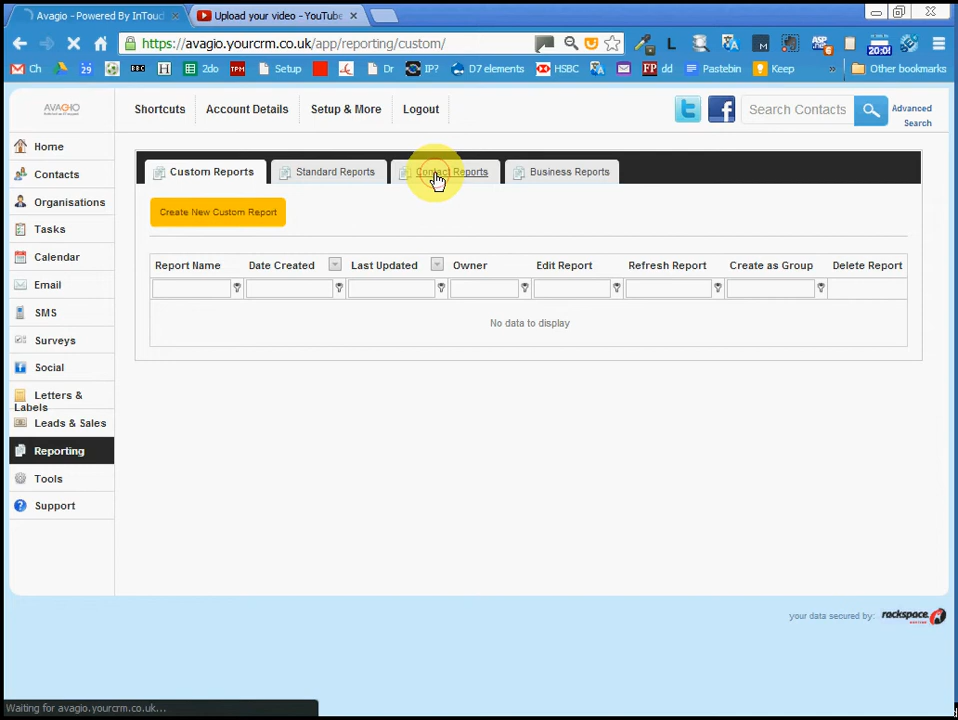 Avagio - Powered By InTouc
Upload your video - YouTube
https://avagio.yourcrm.co.uk/app/reporting/custom/
L M ASP 6 20:0!
Ch 31 29 BBC H 2do TPM Setup Dr IP? D7 elements HSBC FP dd Pastebin Keep » Other bookmarks
AVAGIO
Shortcuts Account Details Setup & More Logout
Search Contacts
Advanced
Search
Home
Contacts
Organisations
Tasks
Calendar
Email
SMS
Surveys
Social
Letters &
Labels
Leads & Sales
Reporting
Tools
Support
Custom Reports Standard Reports Contact Reports Business Reports
Create New Custom Report
Report Name Date Created Last Updated Owner Edit Report Refresh Report Create as Group Delete Report
No data to display
your data secured by: rackspace
Waiting for avagio.yourcrm.co.uk...